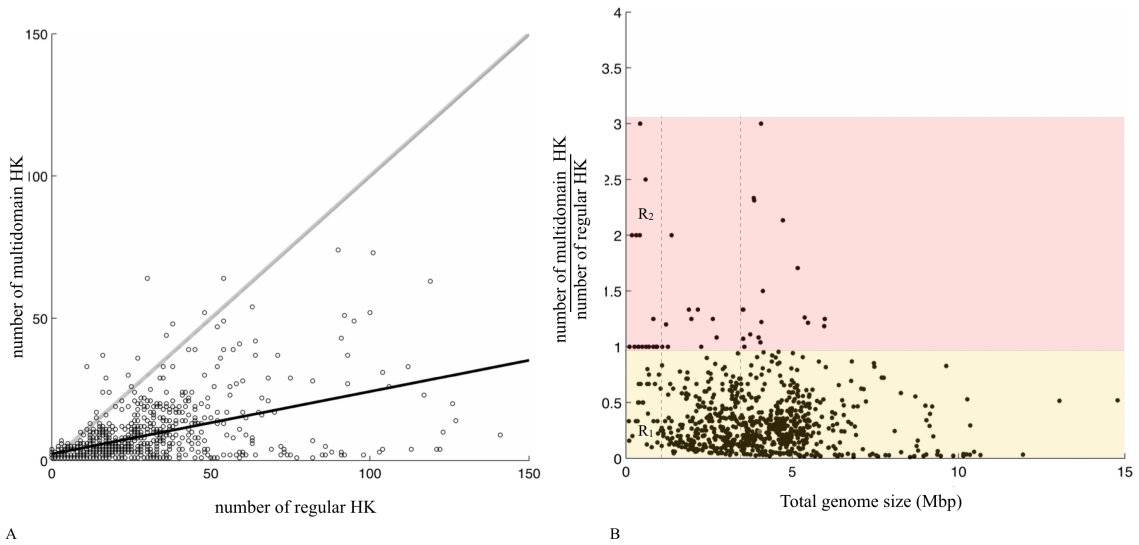 150
100
50
0
0
50
100
150
number of multidomain HK
number of regular HK
A
4
3.5
3
2.5
2
1.5
1
0.5
0
0
5
10
15
number of multidomain HK
number of regular HK
R2
R1
Total genome size (Mbp)
B